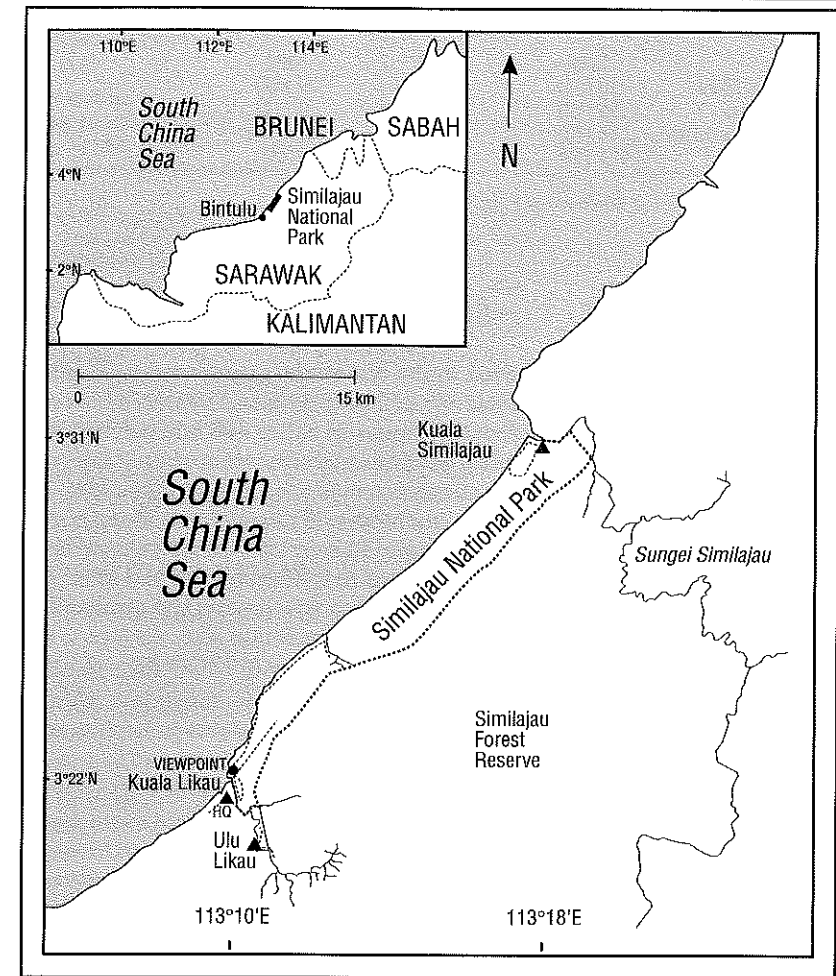 110°E
112°E
114°E
South
China
Sea
BRUNEI
SABAH
4°N
Bintulu
Similajau
National
Park
2°N
SARAWAK
KALIMANTAN
N
0
15 km
3°31'N
Kuala
Similajau
South
China
Sea
Similajau National Park
Sungei Similajau
Similajau
Forest
Reserve
VIEWPOINT
3°22'N
Kuala Likau
HQ
Ulu
Likau
113°10'E
113°18'E